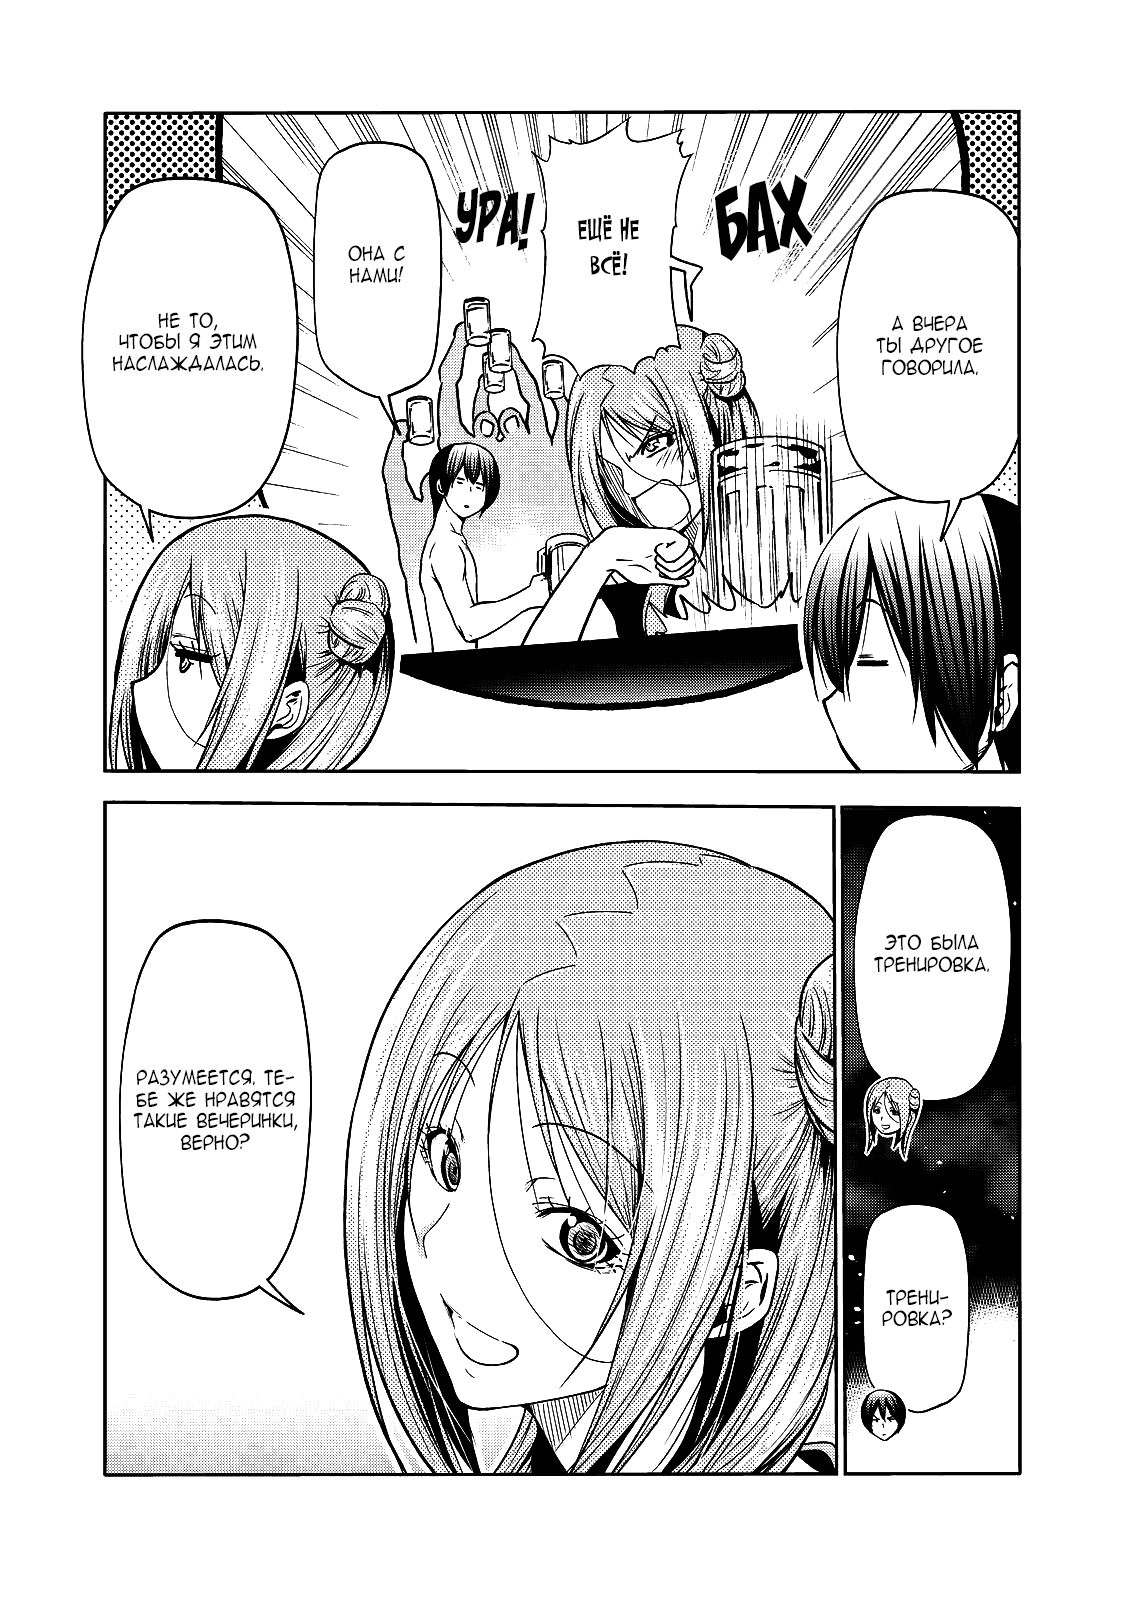 А ВЧЕРА
ТЫ ДРУГОЕ
ГОВОРИЛА.
БАХ
ЕЩЁ НЕ
ВСЁ!
УРА!
ОНА С
НАМИ!
НЕ ТО,
ЧТОБЫ Я ЭТИМ
НАСЛАЖДАЛАСЬ.
ЭТО БЫЛА
ТРЕНИРОВКА.
ТРЕНИ-
РОВКА?
РАЗУМЕЕТСЯ. ТЕ-
БЕ ЖЕ НРАВЯТСЯ
ТАКИЕ ВЕЧЕРИНКИ,
ВЕРНО?